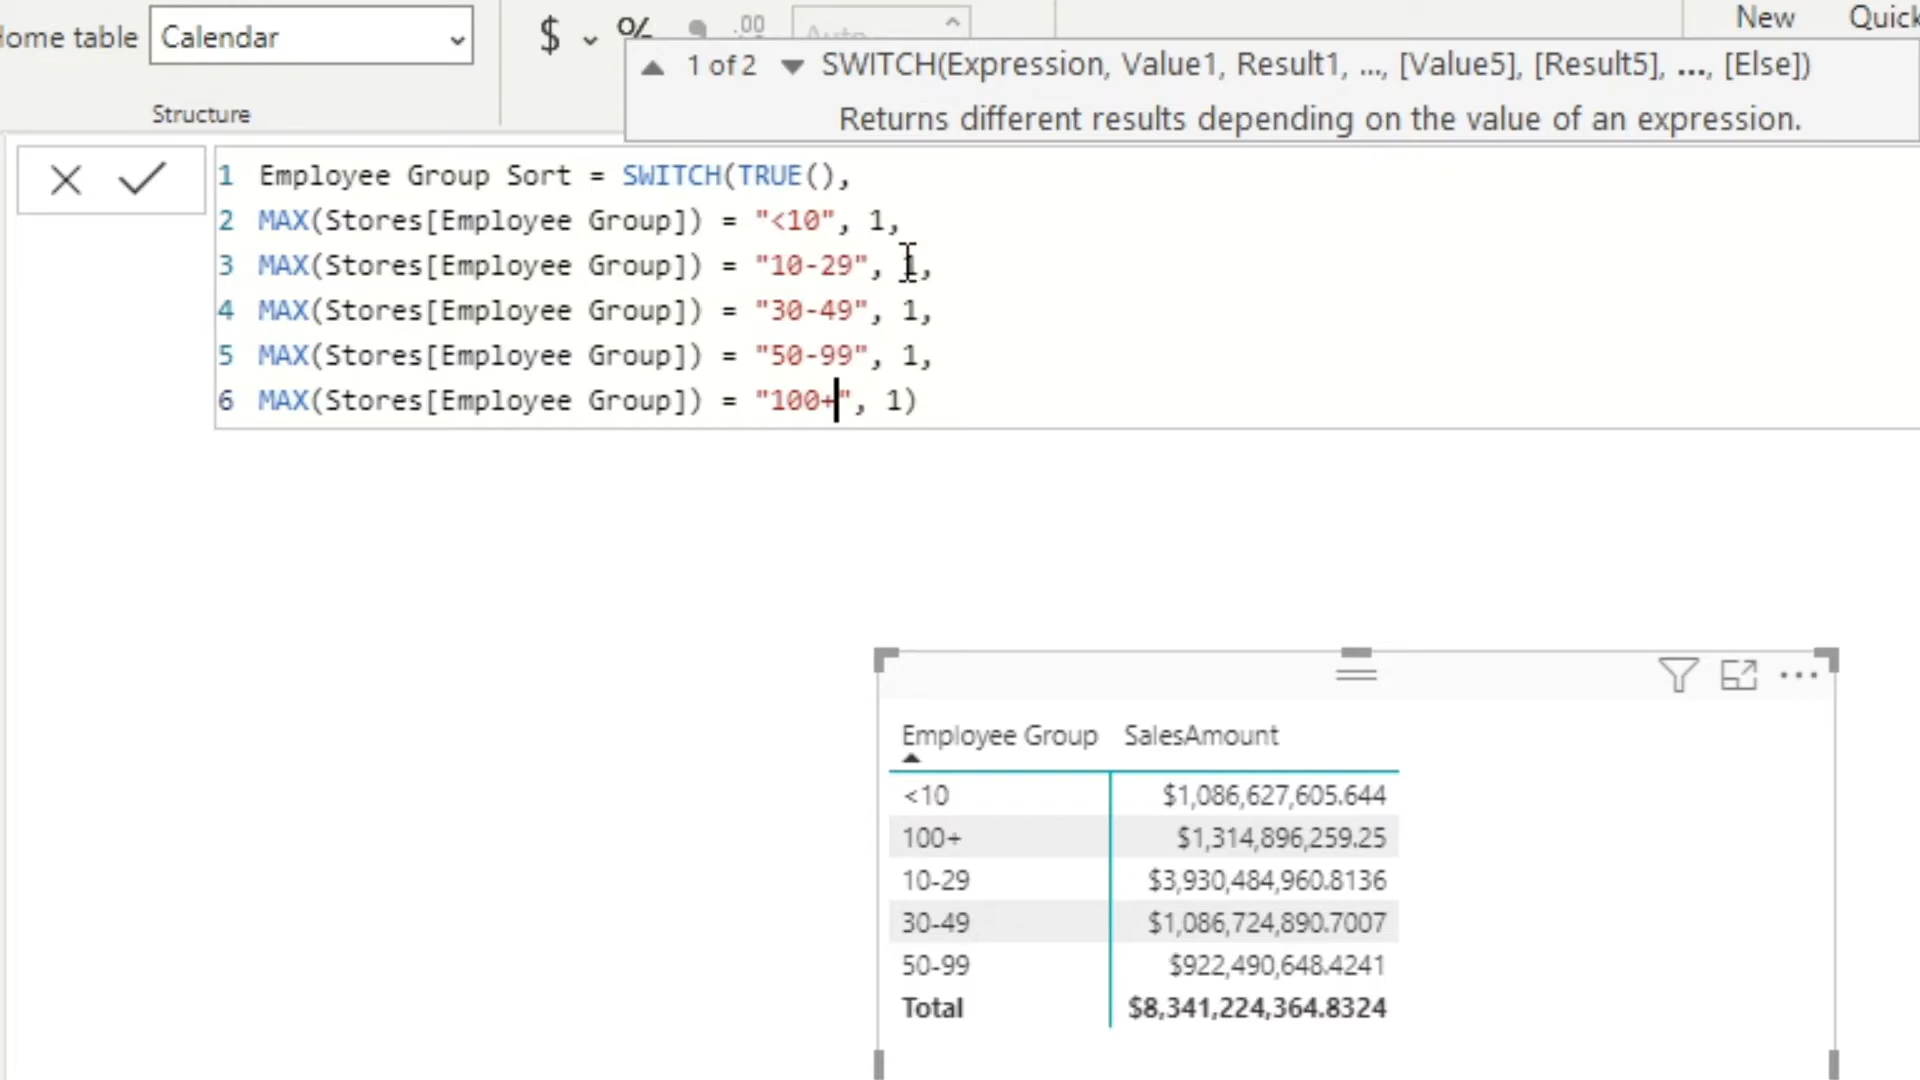 Home table Calendar
$ % .00 Auto
New Quick
Structure
1 of 2 SWITCH(Expression, Value1, Result1, ..., [Value5], [Result5], ..., [Else])
Returns different results depending on the value of an expression.
1 Employee Group Sort = SWITCH(TRUE(),
2 MAX(Stores[Employee Group]) = "<10", 1,
3 MAX(Stores[Employee Group]) = "10-29", 1,
4 MAX(Stores[Employee Group]) = "30-49", 1,
5 MAX(Stores[Employee Group]) = "50-99", 1,
6 MAX(Stores[Employee Group]) = "100+", 1)
Employee Group SalesAmount
<10 $1,086,627,605.644
100+ $1,314,896,259.25
10-29 $3,930,484,960.8136
30-49 $1,086,724,890.7007
50-99 $922,490,648.4241
Total $8,341,224,364.8324